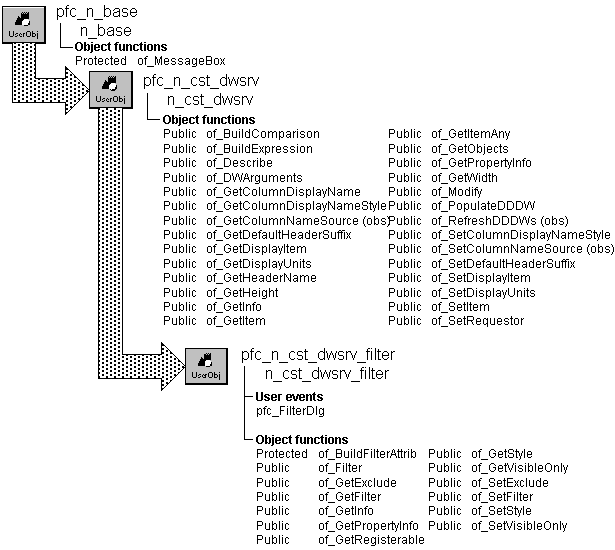 pfc_n_base
n_base
UserObj
Object functions
Protected of_MessageBox
pfc_n_cst_dwsrv
n_cst_dwsrv
UserObj
Object functions
Public of_BuildComparison Public of_GetItemAny
Public of_BuildExpression Public of_GetObjects
Public of_Describe Public of_GetPropertyInfo
Public of_DWArguments Public of_GetWidth
Public of_GetColumnDisplayName Public of_Modify
Public of_GetColumnDisplayNameStyle Public of_PopulateDDDW
Public of_GetColumnNameSource (obs) Public of_RefreshDDDWs (obs)
Public of_GetDefaultHeaderSuffix Public of_SetColumnDisplayNameStyle
Public of_GetDisplayItem Public of_SetColumnNameSource (obs)
Public of_GetDisplayUnits Public of_SetDefaultHeaderSuffix
Public of_GetHeaderName Public of_SetDisplayItem
Public of_GetHeight Public of_SetDisplayUnits
Public of_GetInfo Public of_SetItem
Public of_GetItem Public of_SetRequestor
pfc_n_cst_dwsrv_filter
n_cst_dwsrv_filter
UserObj
User events
pfc_FilterDlg
Object functions
Protected of_BuildFilterAttrib Public of_GetStyle
Public of_Filter Public of_GetVisibleOnly
Public of_GetExclude Public of_SetExclude
Public of_GetFilter Public of_SetFilter
Public of_GetInfo Public of_SetStyle
Public of_GetPropertyInfo Public of_SetVisibleOnly
Public of_GetRegisterable